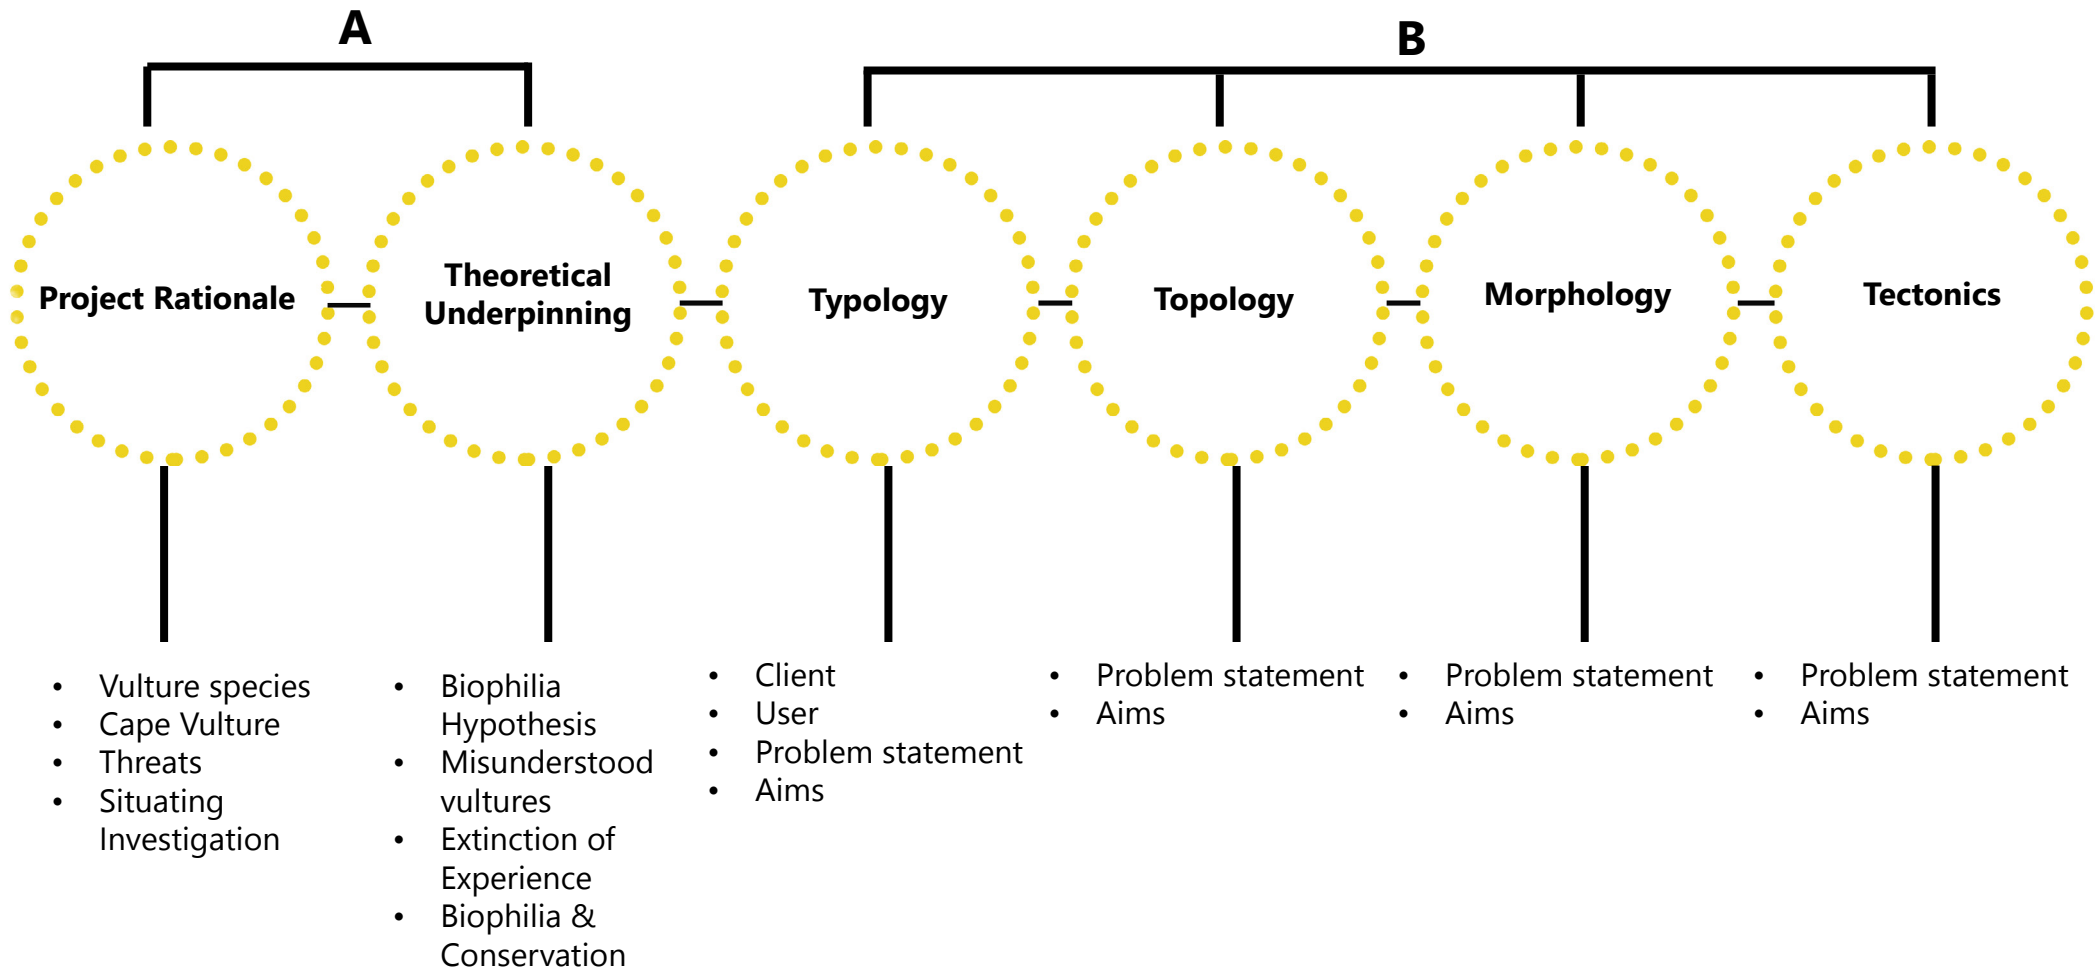 A
B
Project Rationale
Theoretical
Underpinning
Typology
Topology
Morphology
Tectonics
• Vulture species
• Cape Vulture
• Threats
• Situating
Investigation
• Biophilia
Hypothesis
• Misunderstood
vultures
• Extinction of
Experience
• Biophilia &
Conservation
• Client
• User
• Problem statement
• Aims
• Problem statement
• Aims
• Problem statement
• Aims
• Problem statement
• Aims